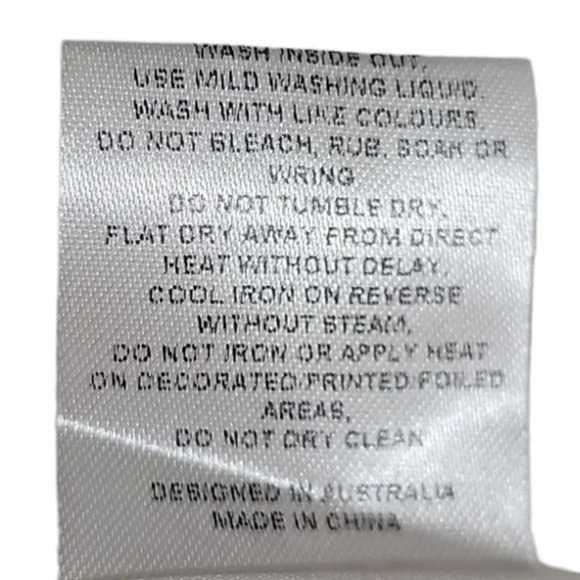 WASH INSIDE OUT.
USE MILD WASHING LIQUID.
WASH WITH LIKE COLOURS.
DO NOT BLEACH, RUB, SOAK OR
WRING
DO NOT TUMBLE DRY.
FLAT DRY AWAY FROM DIRECT
HEAT WITHOUT DELAY.
COOL IRON ON REVERSE
WITHOUT STEAM.
DO NOT IRON OR APPLY HEAT
ON DECORATED/PRINTED/FOILED
AREAS.
DO NOT DRY CLEAN
DESIGNED IN AUSTRALIA
MADE IN CHINA